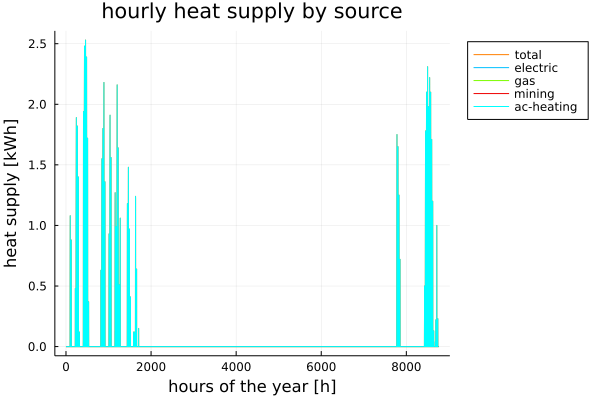 hourly heat supply by source
heat supply [kWh]
2.5
2.0
1.5
1.0
0.5
0.0
0 2000 4000 6000 8000
hours of the year [h]
total
electric
gas
mining
ac-heating